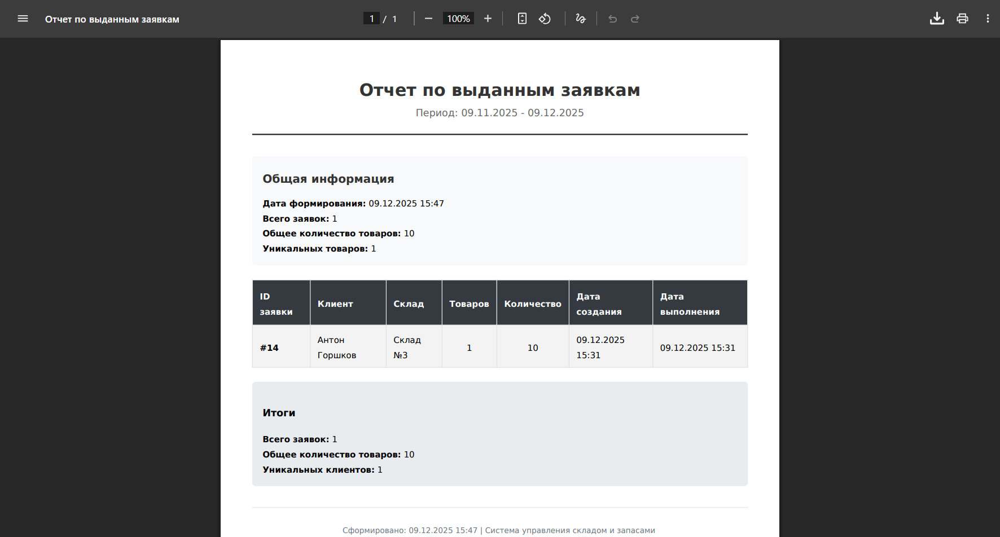 Отчет по выданным заявкам
1 / 1
100%
Отчет по выданным заявкам
Период: 09.11.2025 - 09.12.2025
Общая информация
Дата формирования: 09.12.2025 15:47
Всего заявок: 1
Общее количество товаров: 10
Уникальных товаров: 1
ID заявки Клиент Склад Товаров Количество Дата создания Дата выполнения
#14 Антон Горшков Склад №3 1 10 09.12.2025 15:31 09.12.2025 15:31
Итоги
Всего заявок: 1
Общее количество товаров: 10
Уникальных клиентов: 1
Сформировано: 09.12.2025 15:47 | Система управления складом и запасами